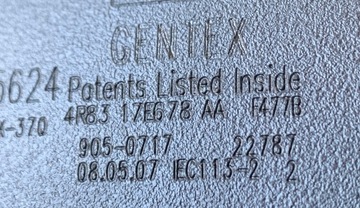 GENTEX
5624 Patents Listed Inside
4R83 17E678 AA F477B
905-0717 22787
08.05.07 IEC113-2 2